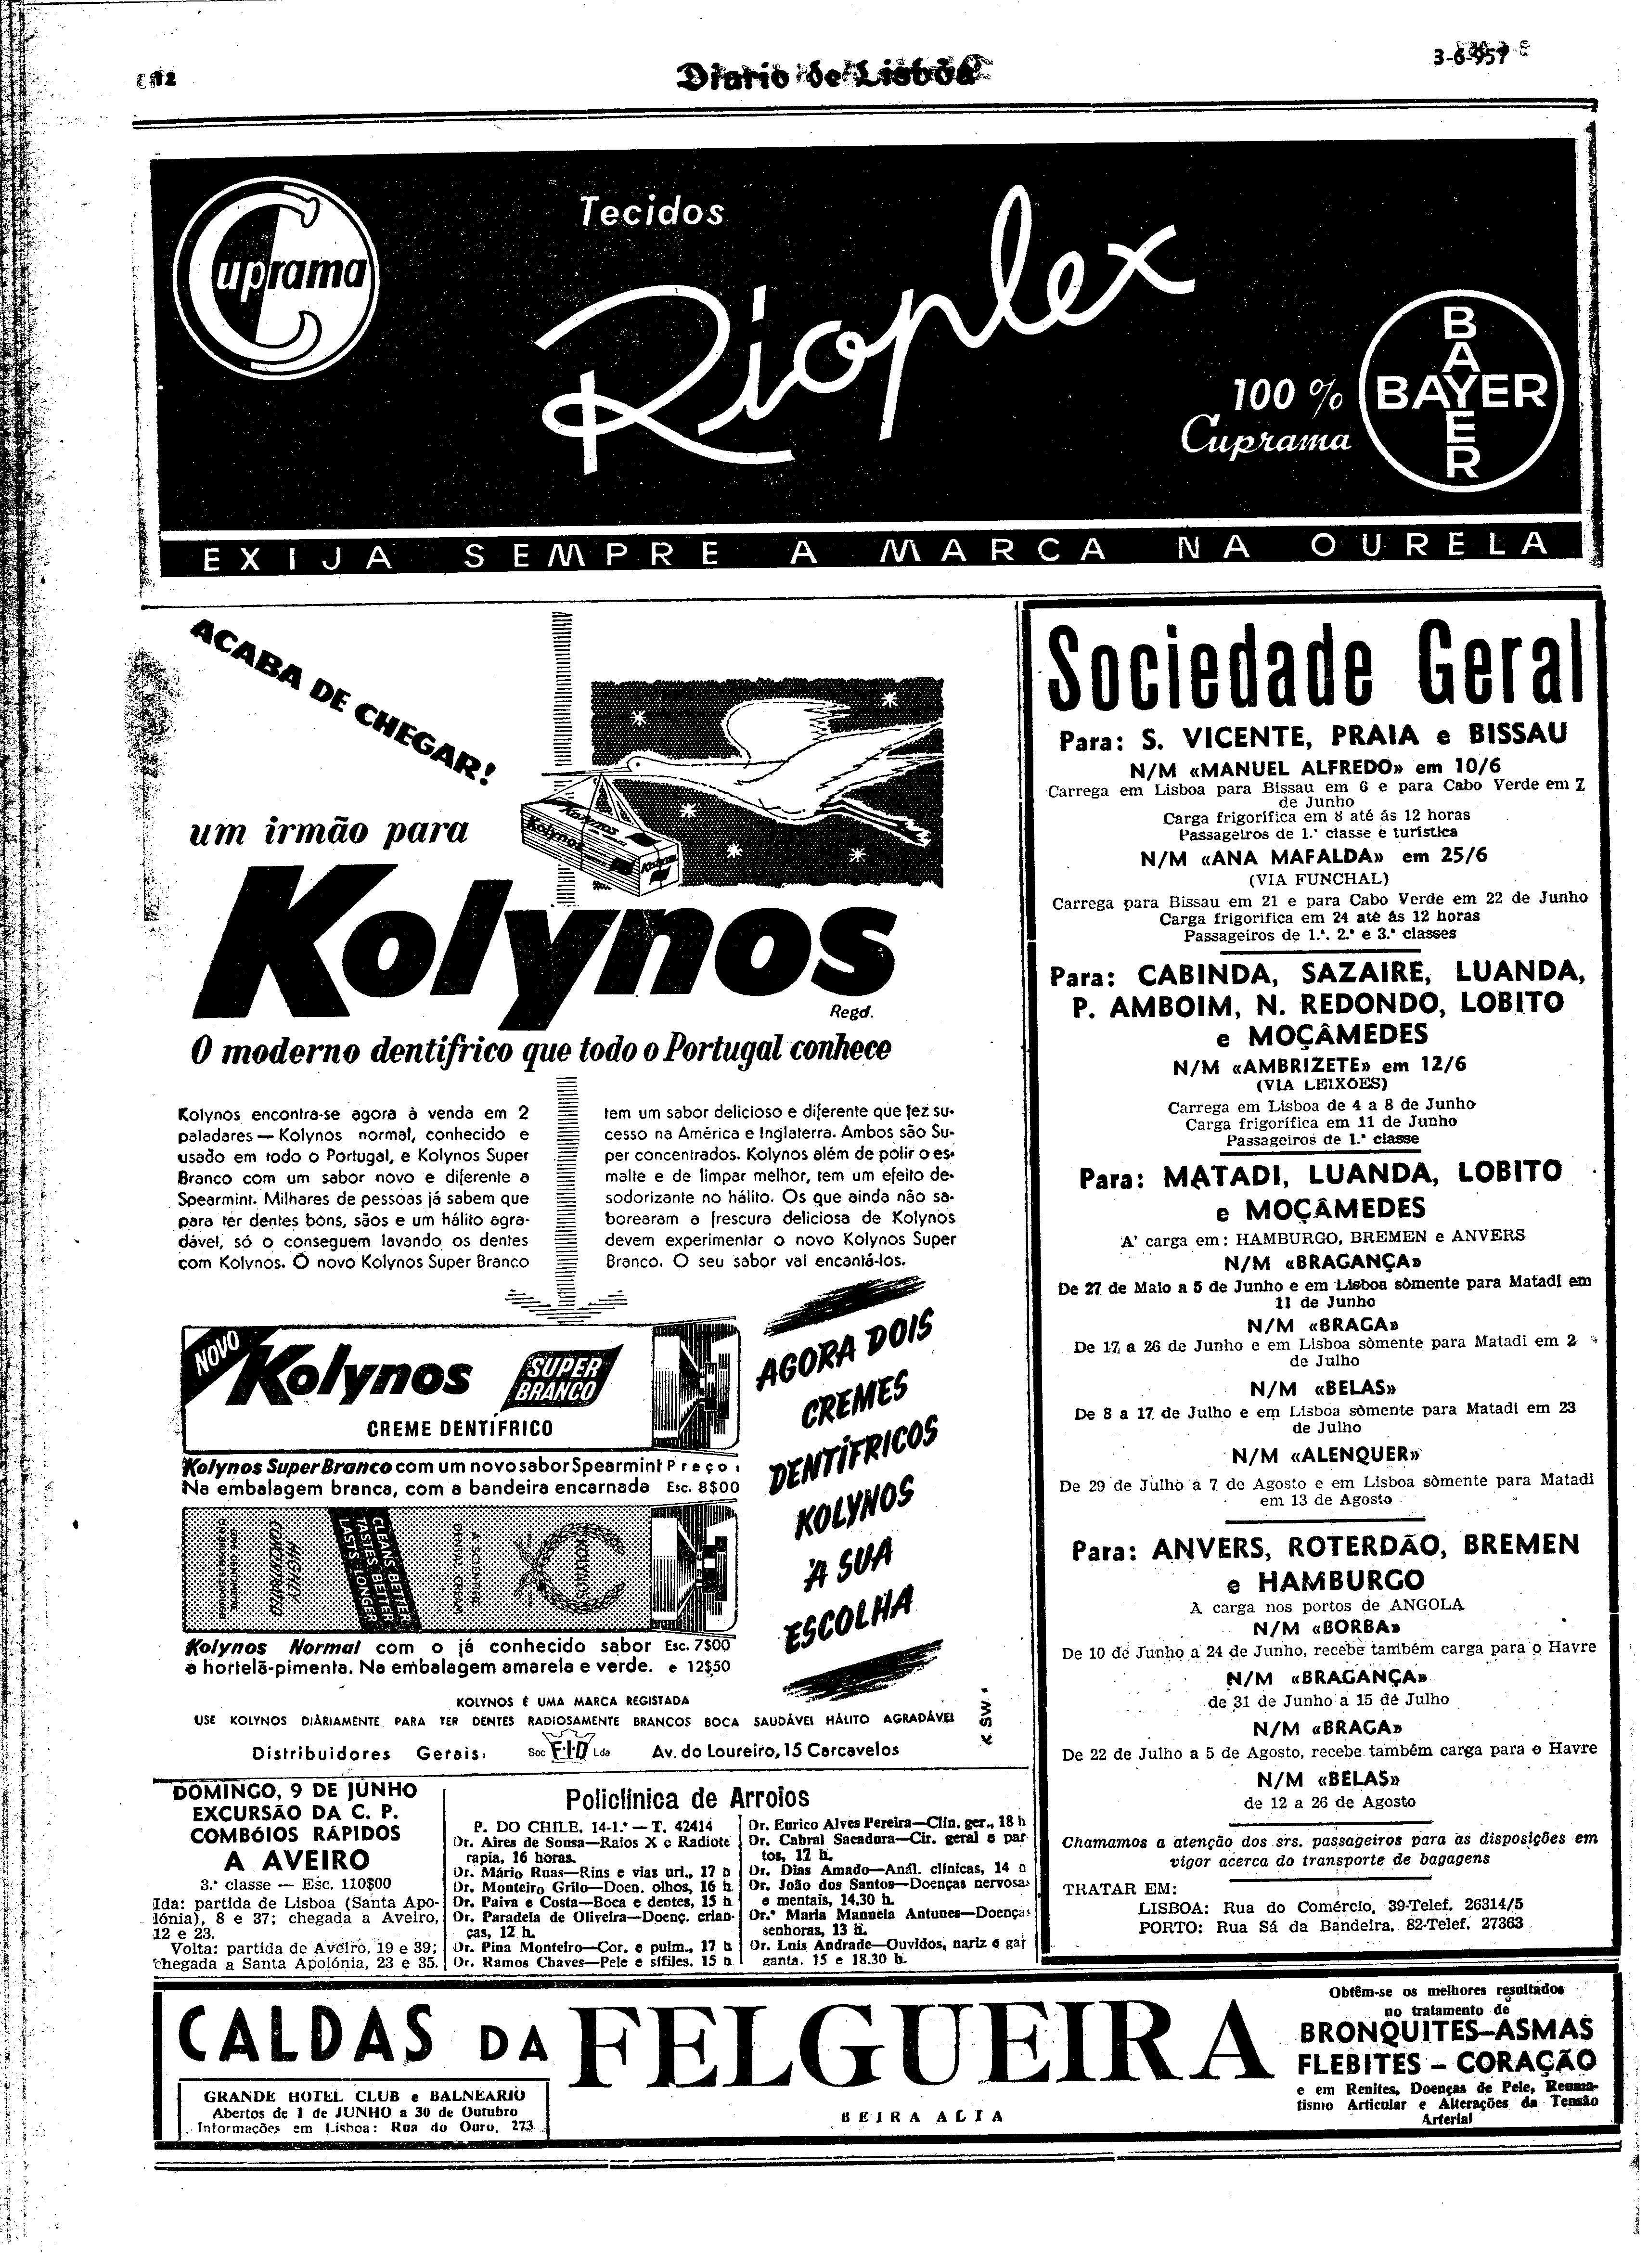 12
Diario de Lisboa
3-6-957
Cuprama
Tecidos
Rioplex
100 %
Cuprama
BAYER
BAYER
EXIJA SEMPRE A MARCA NA OURELA
ACABA DE CHEGAR!
um irmão para
Kolynos
Kolynos
Kolynos
Kolynos
Regd.
O moderno dentifrico que todo o Portugal conhece
Kolynos encontra-se agora à venda em 2
paladares — Kolynos normal, conhecido e
usado em todo o Portugal, e Kolynos Super
Branco com um sabor novo e diferente a
Spearmint. Milhares de pessoas já sabem que
para ter dentes bons, sãos e um hálito agra-
dável, só o conseguem lavando os dentes
com Kolynos. O novo Kolynos Super Branco
tem um sabor delicioso e diferente que fez su-
cesso na América e Inglaterra. Ambos são Su-
per concentrados. Kolynos além de polir o es-
malte e de limpar melhor, tem um efeito de-
sodorizante no hálito. Os que ainda não sa-
borearam a frescura deliciosa de Kolynos
devem experimentar o novo Kolynos Super
Branco. O seu sabor vai encantá-los.
NOVO
Kolynos
SUPER
BRANCO
CREME DENTÍFRICO
Kolynos Super Branco com um novo sabor Spearmint Preço:
Na embalagem branca, com a bandeira encarnada Esc. 8$00
HIGHLY
CONCENTRATED
CLEANS BETTER
TASTES BETTER
LASTS LONGER
A SCIENTIFIC
DENTAL CREAM
KOLYNOS
Kolynos Normal com o já conhecido sabor Esc. 7$00
a hortelã-pimenta. Na embalagem amarela e verde. e 12$50
AGORA DOIS
CREMES
DENTÍFRICOS
KOLYNOS
'A SUA
ESCOLHA
KOLYNOS É UMA MARCA REGISTADA
USE KOLYNOS DIÀRIAMENTE PARA TER DENTES RADIOSAMENTE BRANCOS BOCA SAUDÁVEL HÁLITO AGRADÁVEL
K SW 1
Distribuidores Gerais: Soc F.I.D Lda Av. do Loureiro, 15 Carcavelos
DOMINGO, 9 DE JUNHO
EXCURSÃO DA C. P.
COMBÓIOS RÁPIDOS
A AVEIRO
3.ª classe — Esc. 110$00
Ida: partida de Lisboa (Santa Apo-
lónia), 8 e 37; chegada a Aveiro,
12 e 23.
Volta: partida de Aveiro, 19 e 39;
chegada a Santa Apolónia, 23 e 35.
Policlínica de Arroios
P. DO CHILE, 14-1.º — T. 42414
Dr. Aires de Sousa—Raios X e Radiote
rapia, 16 horas.
Dr. Mário Ruas—Rins e vias uri., 17 h
Dr. Monteiro Grilo—Doen. olhos, 16 h.
Dr. Paiva e Costa—Boca e dentes, 15 h
Dr. Paradela de Oliveira—Doenç. crian-
ças, 12 h.
Dr. Pina Monteiro—Cor. e pulm., 17 h
Dr. Ramos Chaves—Pele e sífiles, 15 h
Dr. Eurico Alves Pereira—Clín. ger., 18 h
Dr. Cabral Sacadura—Cir. geral e par
tos, 12 h.
Dr. Dias Amado—Anál. clínicas, 14 h
Dr. João dos Santos—Doenças nervosas
e mentais, 14,30 h.
Dr.ª Maria Manuela Antunes—Doenças
senhoras, 13 h.
Dr. Luis Andrade—Ouvidos, nariz e gar
ganta, 15 e 18.30 h.
Sociedade Geral
Para: S. VICENTE, PRAIA e BISSAU
N/M «MANUEL ALFREDO» em 10/6
Carrega em Lisboa para Bissau em 6 e para Cabo Verde em 7
de Junho
Carga frigorífica em 8 até ás 12 horas
Passageiros de 1.ª classe e turística
N/M «ANA MAFALDA» em 25/6
(VIA FUNCHAL)
Carrega para Bissau em 21 e para Cabo Verde em 22 de Junho
Carga frigorífica em 24 até ás 12 horas
Passageiros de 1.ª, 2.ª e 3.ª classes
Para: CABINDA, SAZAIRE, LUANDA,
P. AMBOIM, N. REDONDO, LOBITO
e MOÇÂMEDES
N/M «AMBRIZETE» em 12/6
(VIA LEIXÕES)
Carrega em Lisboa de 4 a 8 de Junho
Carga frigorífica em 11 de Junho
Passageiros de 1.ª classe
Para: MATADI, LUANDA, LOBITO
e MOÇÂMEDES
A' carga em: HAMBURGO, BREMEN e ANVERS
N/M «BRAGANÇA»
De 27 de Maio a 5 de Junho e em Lisboa sòmente para Matadi em
11 de Junho
N/M «BRAGA»
De 17 a 26 de Junho e em Lisboa sòmente para Matadi em 2
de Julho
N/M «BELAS»
De 8 a 17 de Julho e em Lisboa sòmente para Matadi em 23
de Julho
N/M «ALENQUER»
De 29 de Julho a 7 de Agosto e em Lisboa sòmente para Matadi
em 13 de Agosto
Para: ANVERS, ROTERDÃO, BREMEN
e HAMBURGO
À carga nos portos de ANGOLA
N/M «BORBA»
De 10 de Junho a 24 de Junho, recebe também carga para o Havre
N/M «BRAGANÇA»
de 31 de Junho a 15 de Julho
N/M «BRAGA»
De 22 de Julho a 5 de Agosto, recebe também carga para o Havre
N/M «BELAS»
de 12 a 26 de Agosto
Chamamos a atenção dos srs. passageiros para as disposições em
vigor acerca do transporte de bagagens
TRATAR EM:
LISBOA: Rua do Comércio, 39-Telef. 26314/5
PORTO: Rua Sá da Bandeira, 82-Telef. 27363
CALDAS DA FELGUEIRA
GRANDE HOTEL CLUB e BALNEARIO
Abertos de 1 de JUNHO a 30 de Outubro
Informações em Lisboa: Rua do Ouro, 273
BEIRA ALTA
Obtêm-se os melhores resultados
no tratamento de
BRONQUITES—ASMAS
FLEBITES – CORAÇÃO
e em Renites, Doenças de Pele, Reuma-
tismo Articular e Alterações da Tensão
Arterial